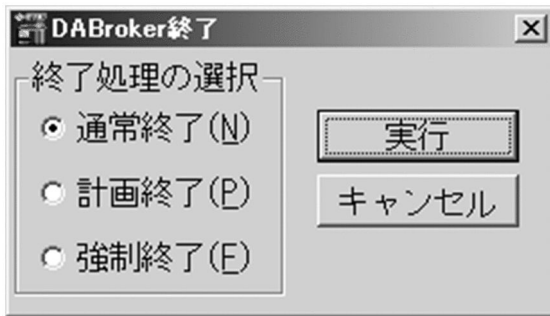 DABroker終了
終了処理の選択
通常終了(N)
計画終了(P)
強制終了(F)
実行
キャンセル